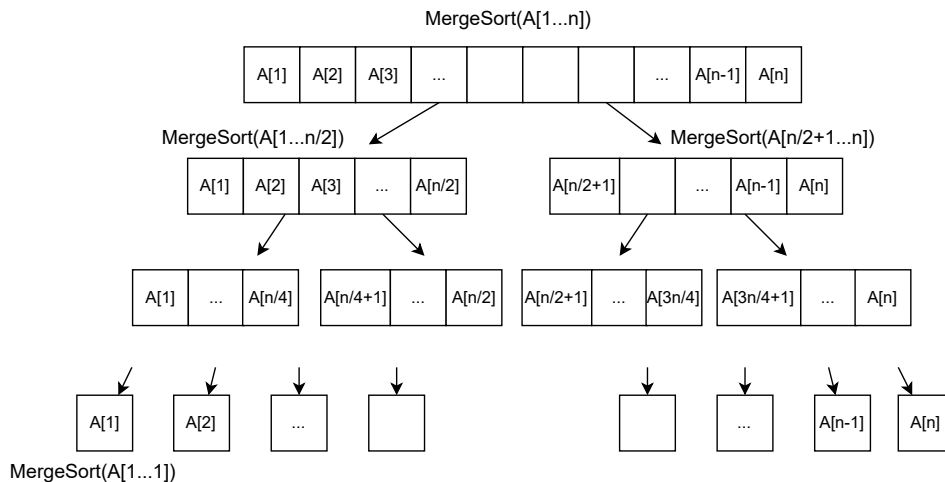 MergeSort(A[1...n])
A[1] A[2] A[3] ... ... A[n-1] A[n]
MergeSort(A[1...n/2]) MergeSort(A[n/2+1...n])
A[1] A[2] A[3] ... A[n/2] A[n/2+1] ... A[n-1] A[n]
A[1] ... A[n/4] A[n/4+1] ... A[n/2] A[n/2+1] ... A[3n/4] A[3n/4+1] ... A[n]
A[1] A[2] ... ... A[n-1] A[n]
MergeSort(A[1...1])